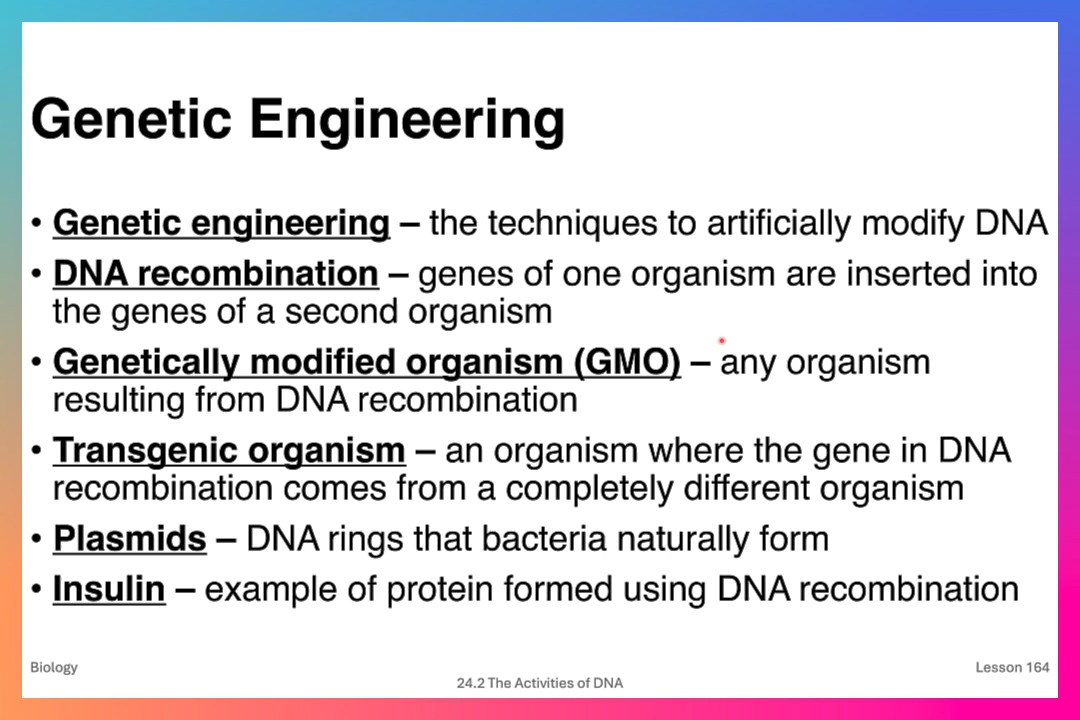 Genetic Engineering
• Genetic engineering – the techniques to artificially modify DNA
• DNA recombination – genes of one organism are inserted into
the genes of a second organism
• Genetically modified organism (GMO) – any organism
resulting from DNA recombination
• Transgenic organism – an organism where the gene in DNA
recombination comes from a completely different organism
• Plasmids – DNA rings that bacteria naturally form
• Insulin – example of protein formed using DNA recombination
Biology
Lesson 164
24.2 The Activities of DNA